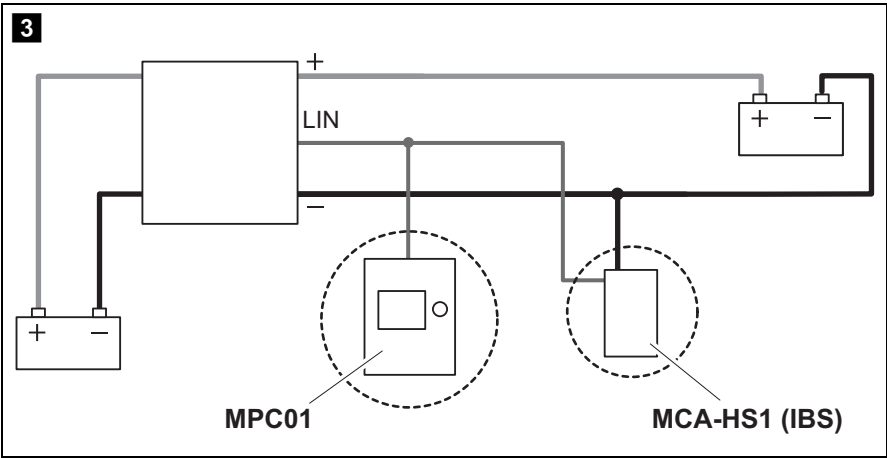 3
+
LIN
−
+ −
+ −
MPC01
MCA-HS1 (IBS)